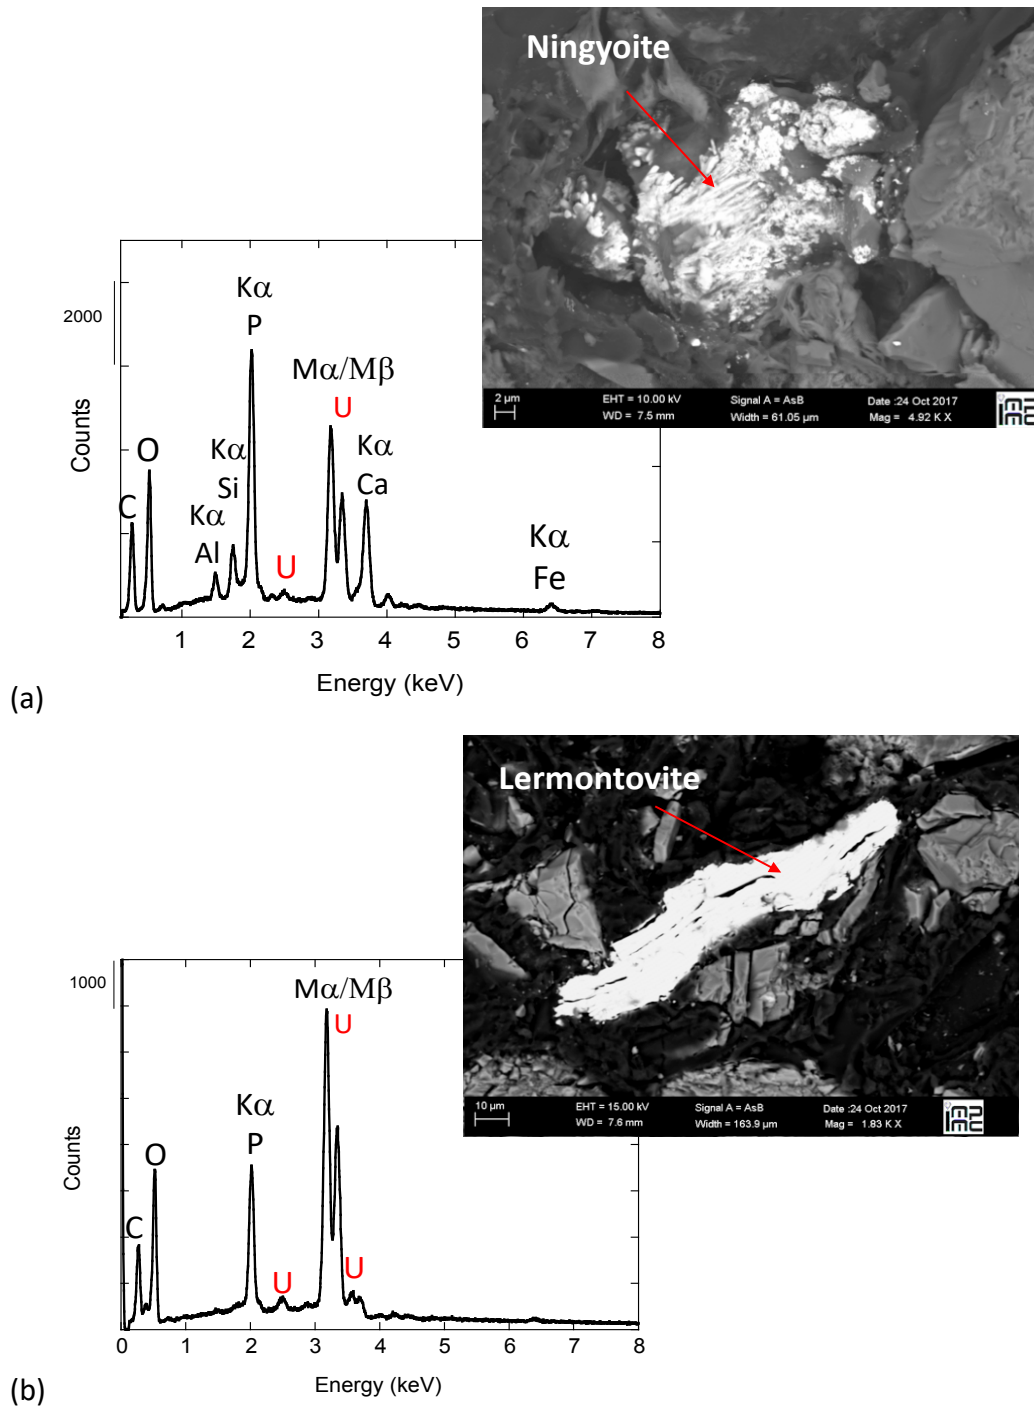 Ningyoite
2 µm
EHT = 10.00 kV
WD = 7.5 mm
Signal A = AsB
Width = 61.05 µm
Date :24 Oct 2017
Mag = 4.92 K X
IMPMC
2000
Counts
C
O
Kα
Al
Kα
Si
Kα
P
U
Mα/Mβ
U
Kα
Ca
Kα
Fe
1 2 3 4 5 6 7 8
Energy (keV)
(a)
Lermontovite
10 µm
EHT = 15.00 kV
WD = 7.6 mm
Signal A = AsB
Width = 163.9 µm
Date :24 Oct 2017
Mag = 1.83 K X
IMPMC
1000
Counts
C
O
Kα
P
U
Mα/Mβ
U
U
0 1 2 3 4 5 6 7 8
Energy (keV)
(b)